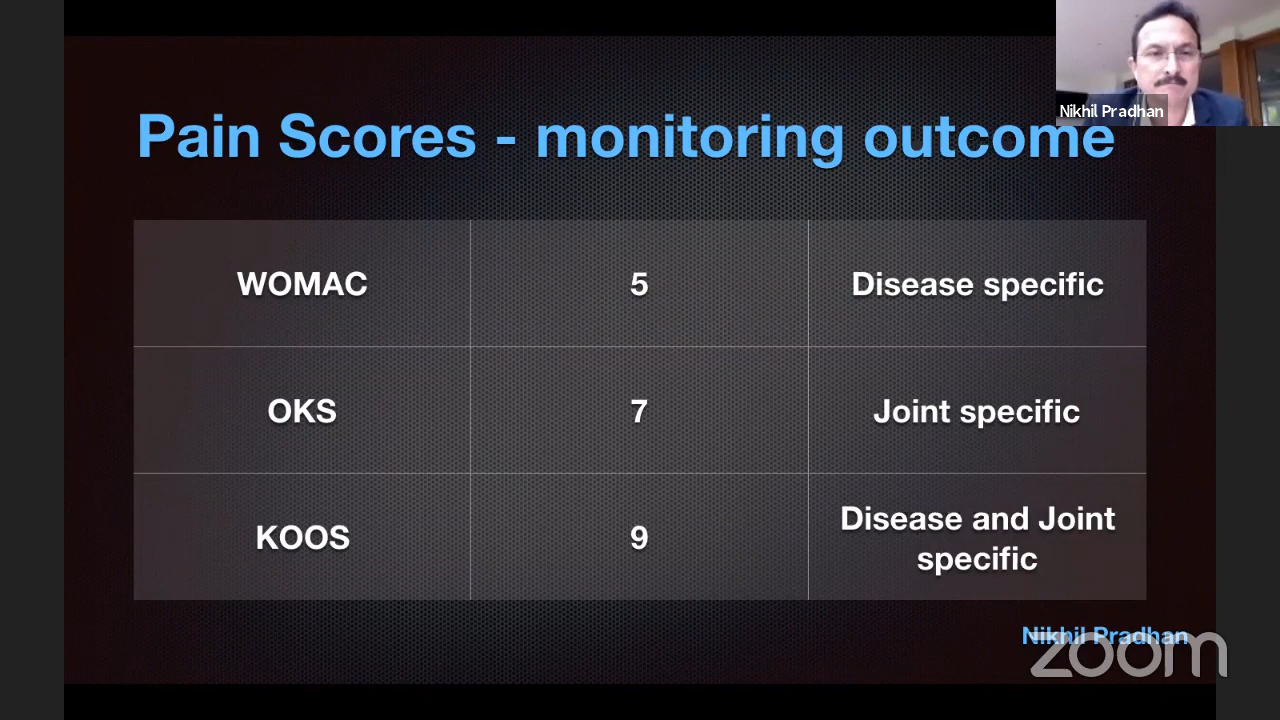 Nikhil Pradhan
Pain Scores - monitoring outcome
WOMAC
5
Disease specific
OKS
7
Joint specific
KOOS
9
Disease and Joint
specific
Nikhil Pradhan
zoom